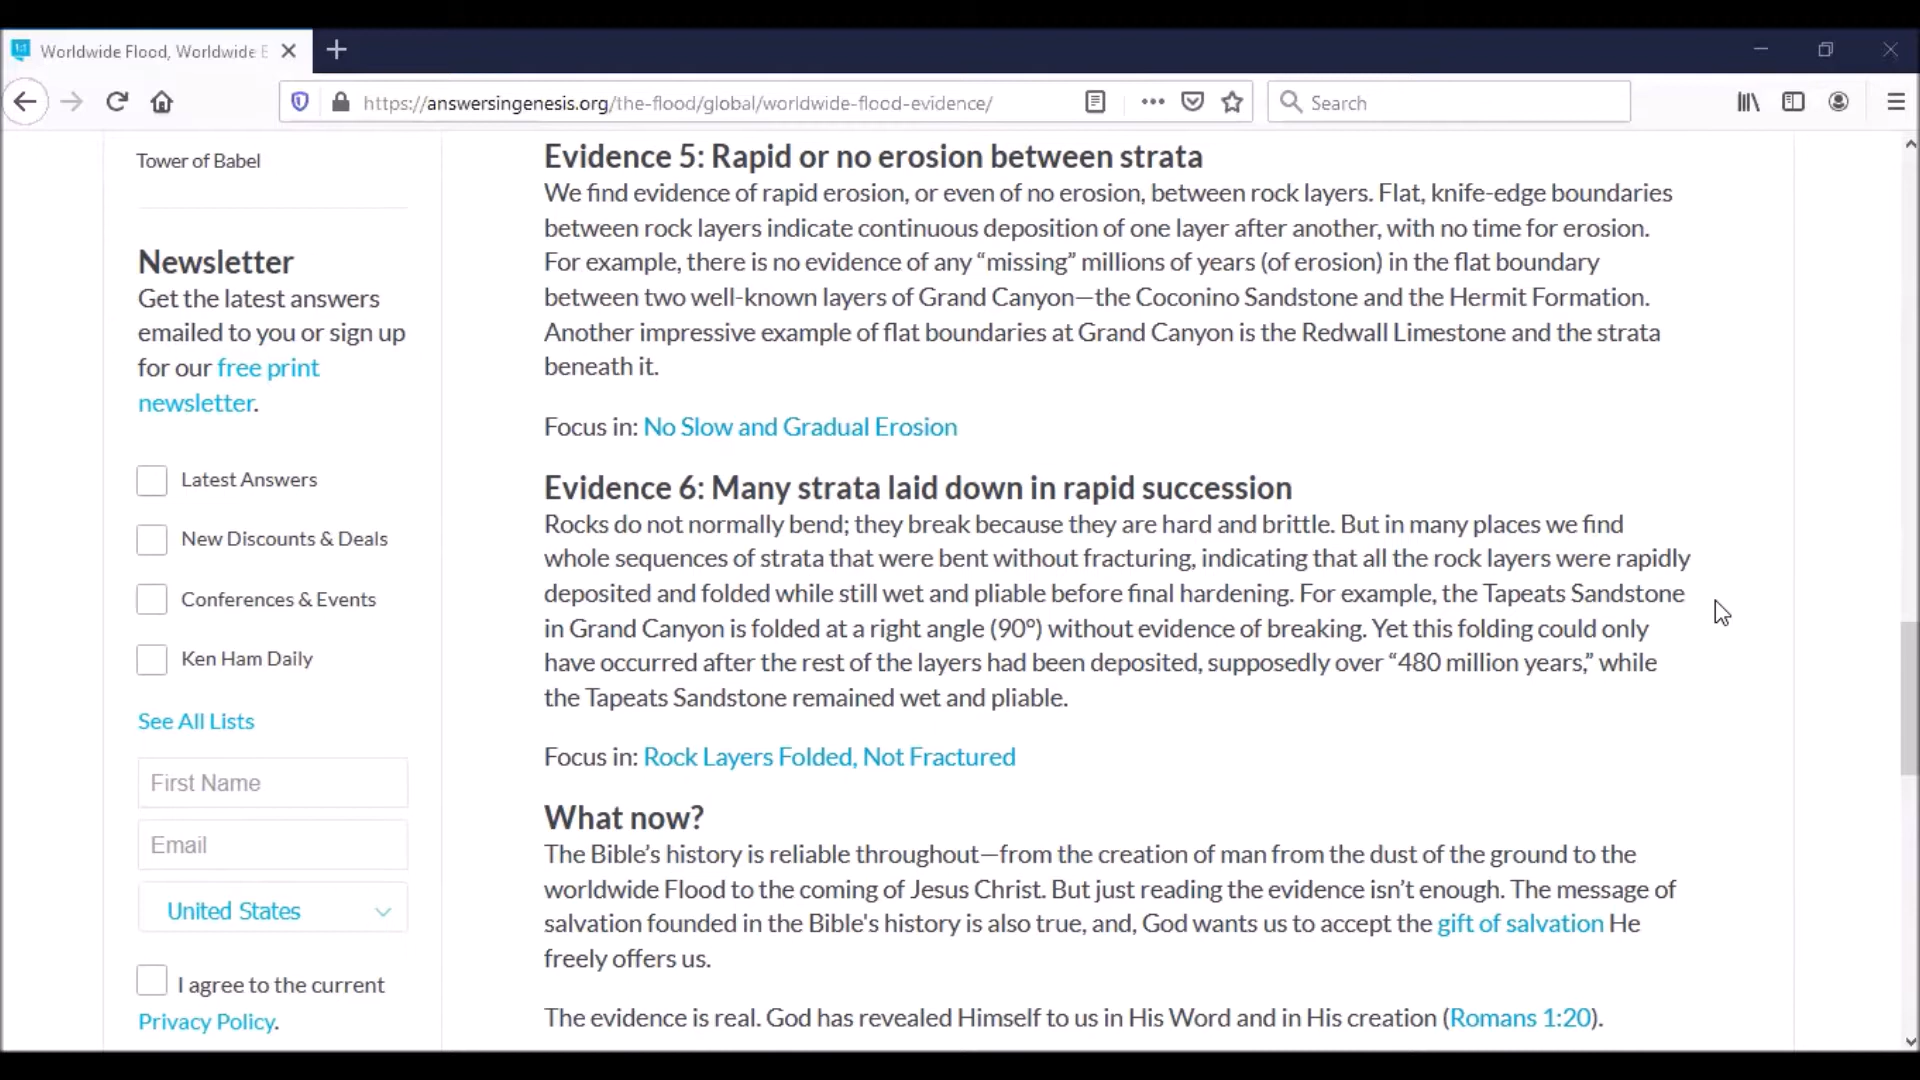 Worldwide Flood, Worldwide E
https://answersingenesis.org/the-flood/global/worldwide-flood-evidence/
Search
Tower of Babel
Newsletter
Get the latest answers
emailed to you or sign up
for our free print
newsletter.
Latest Answers
New Discounts & Deals
Conferences & Events
Ken Ham Daily
See All Lists
First Name
Email
United States
I agree to the current
Privacy Policy.
Evidence 5: Rapid or no erosion between strata
We find evidence of rapid erosion, or even of no erosion, between rock layers. Flat, knife-edge boundaries
between rock layers indicate continuous deposition of one layer after another, with no time for erosion.
For example, there is no evidence of any “missing” millions of years (of erosion) in the flat boundary
between two well-known layers of Grand Canyon—the Coconino Sandstone and the Hermit Formation.
Another impressive example of flat boundaries at Grand Canyon is the Redwall Limestone and the strata
beneath it.
Focus in: No Slow and Gradual Erosion
Evidence 6: Many strata laid down in rapid succession
Rocks do not normally bend; they break because they are hard and brittle. But in many places we find
whole sequences of strata that were bent without fracturing, indicating that all the rock layers were rapidly
deposited and folded while still wet and pliable before final hardening. For example, the Tapeats Sandstone
in Grand Canyon is folded at a right angle (90°) without evidence of breaking. Yet this folding could only
have occurred after the rest of the layers had been deposited, supposedly over “480 million years,” while
the Tapeats Sandstone remained wet and pliable.
Focus in: Rock Layers Folded, Not Fractured
What now?
The Bible’s history is reliable throughout—from the creation of man from the dust of the ground to the
worldwide Flood to the coming of Jesus Christ. But just reading the evidence isn’t enough. The message of
salvation founded in the Bible's history is also true, and, God wants us to accept the gift of salvation He
freely offers us.
The evidence is real. God has revealed Himself to us in His Word and in His creation (Romans 1:20).